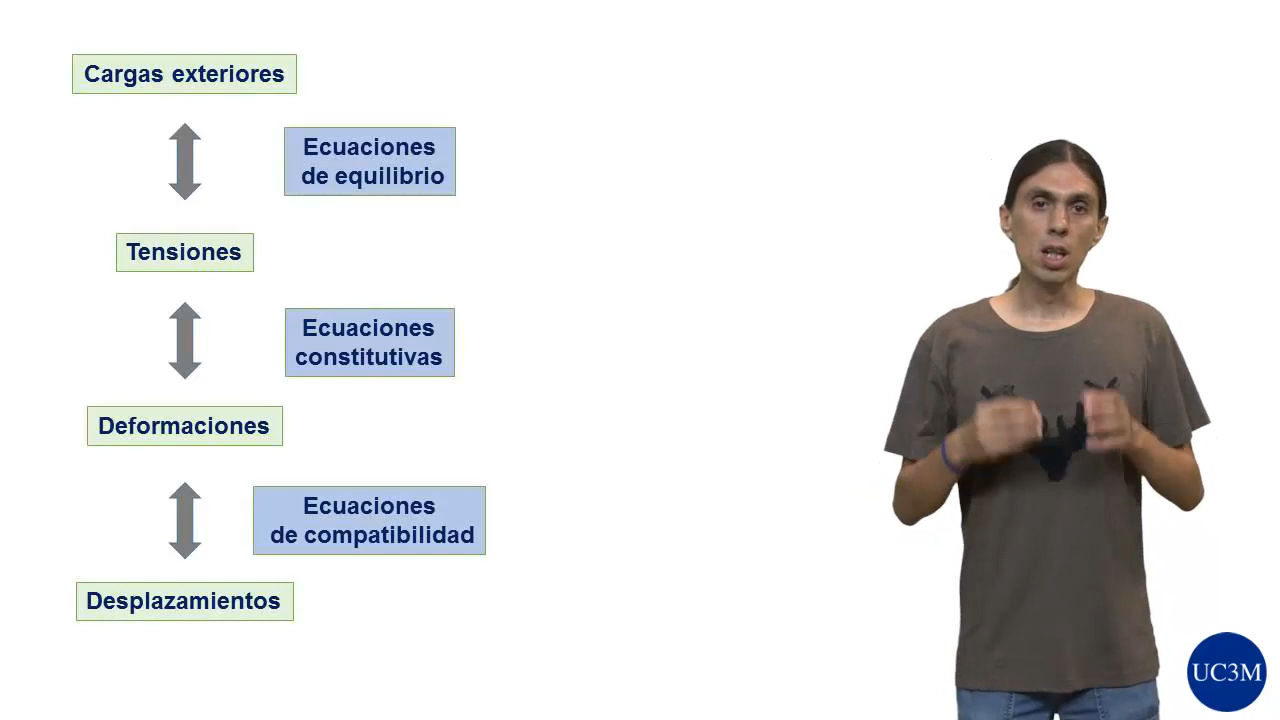 Cargas exteriores
Ecuaciones
de equilibrio
Tensiones
Ecuaciones
constitutivas
Deformaciones
Ecuaciones
de compatibilidad
Desplazamientos
UC3M